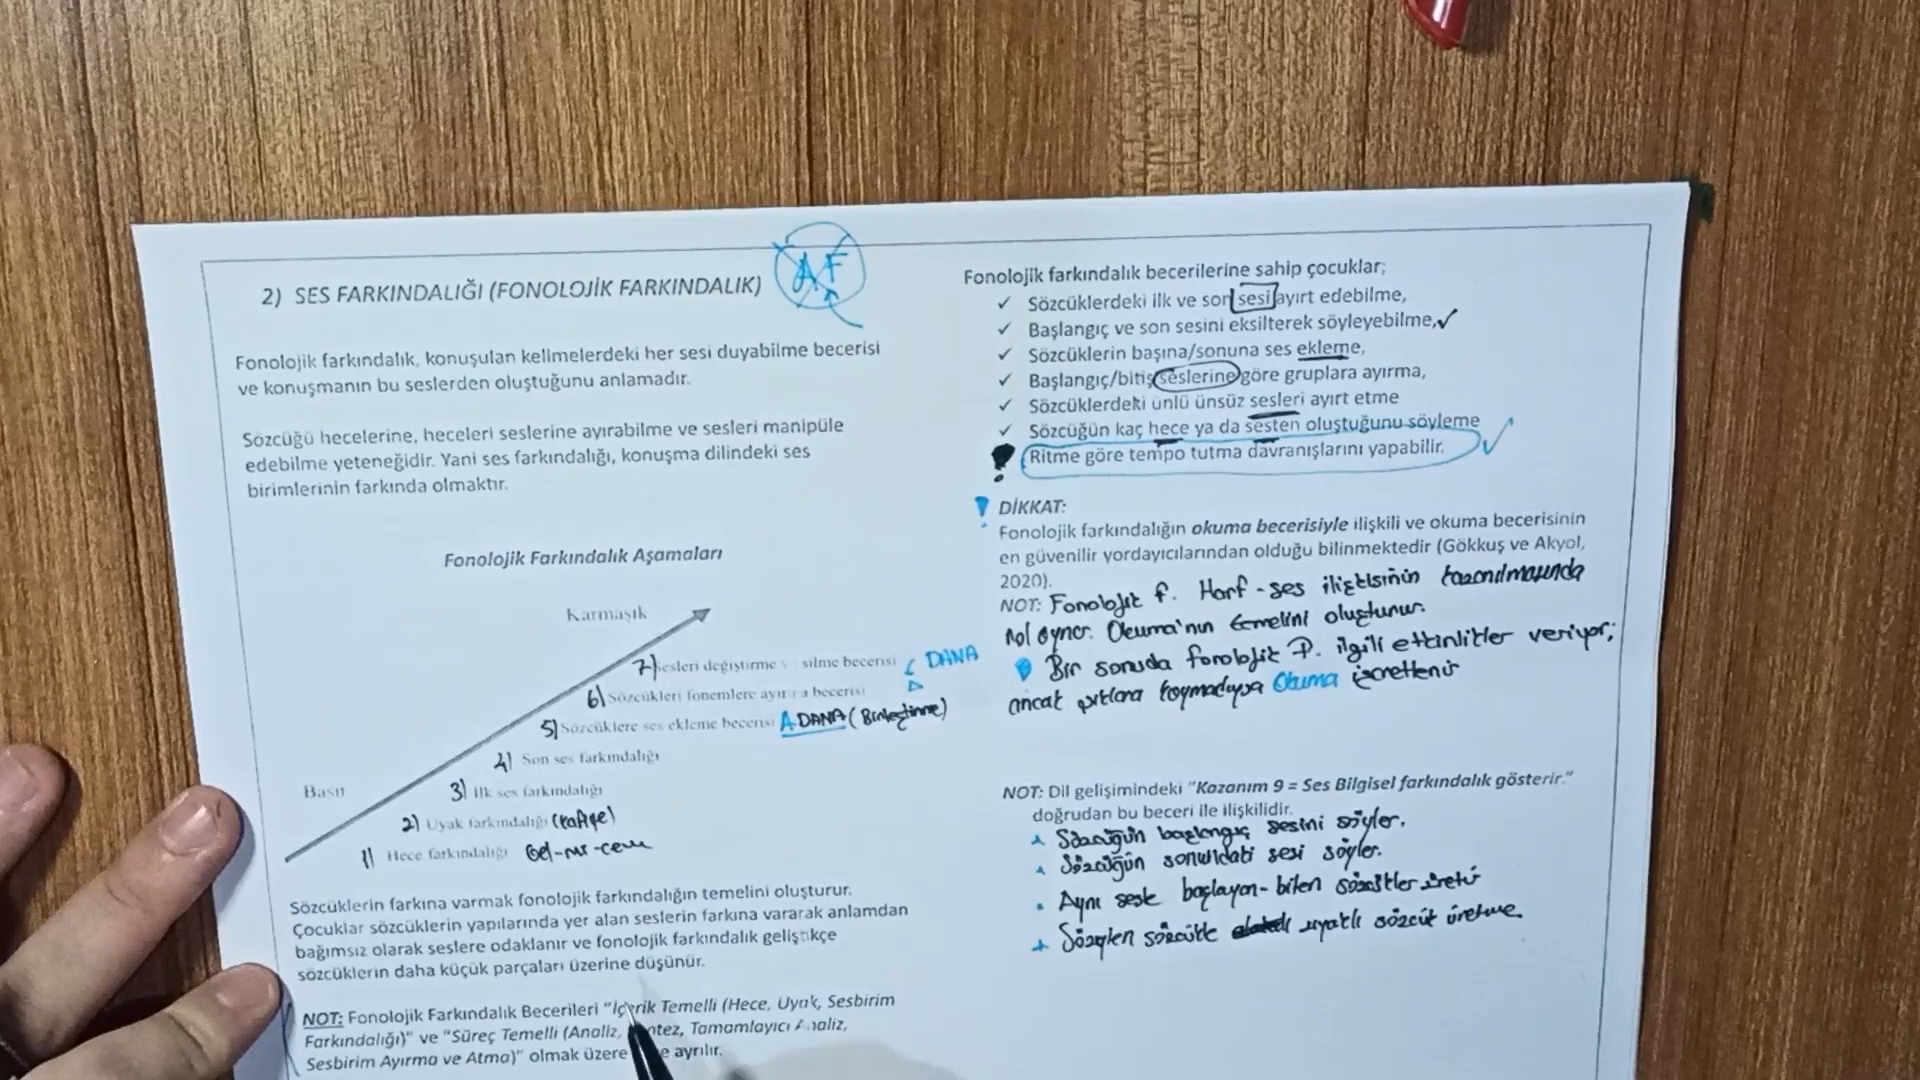 2) SES FARKINDALIĞI (FONOLOJİK FARKINDALIK)
AF
Fonolojik farkındalık, konuşulan kelimelerdeki her sesi duyabilme becerisi
ve konuşmanın bu seslerden oluştuğunu anlamadır.
Sözcüğü hecelerine, heceleri seslerine ayırabilme ve sesleri manipüle
edebilme yeteneğidir. Yani ses farkındalığı, konuşma dilindeki ses
birimlerinin farkında olmaktır.
Fonolojik Farkındalık Aşamaları
Karmaşık
7) Sesleri değiştirme silme becerisi DANA
6) Sözcükleri fonemlere ayırma becerisi
5) Sözcüklere ses ekleme becerisi ADANA (Birleştirme)
4) Son ses farkındalığı
3) İlk ses farkındalığı
Basit
2) Uyak farkındalığı (kafiye)
1) Hece farkındalığı
Sözcüklerin farkına varmak fonolojik farkındalığın temelini oluşturur.
Çocuklar sözcüklerin yapılarında yer alan seslerin farkına vararak anlamdan
bağımsız olarak seslere odaklanır ve fonolojik farkındalık geliştikçe
sözcüklerin daha küçük parçaları üzerine düşünür.
NOT: Fonolojik Farkındalık Becerileri "İçerik Temelli (Hece, Uyak, Sesbirim
Farkındalığı)" ve "Süreç Temelli (Analiz, Sentez, Tamamlayıcı Analiz,
Sesbirim Ayırma ve Atma)" olmak üzere ayrılır.
Fonolojik farkındalık becerilerine sahip çocuklar;
✓ Sözcüklerdeki ilk ve son sesi ayırt edebilme,
✓ Başlangıç ve son sesini eksilterek söyleyebilme, ✓
✓ Sözcüklerin başına/sonuna ses ekleme,
✓ Başlangıç/bitiş seslerine göre gruplara ayırma,
✓ Sözcüklerdeki ünlü ünsüz sesleri ayırt etme
✓ Sözcüğün kaç hece ya da sesten oluştuğunu söyleme
! Ritme göre tempo tutma davranışlarını yapabilir. ✓
! DİKKAT:
Fonolojik farkındalığın okuma becerisiyle ilişkili ve okuma becerisinin
en güvenilir yordayıcılarından olduğu bilinmektedir (Gökkuş ve Akyol,
2020).
NOT: Fonolojik f. Harf-ses ilişkisinin kazanılmasında
rol oynar. Okuma'nın temelini oluşturur.
Bir soruda fonolojik f. ilgili etkinlikler veriyor;
ancak şıklara koymadıysa Okuma işaretlenir
NOT: Dil gelişimindeki "Kazanım 9 = Ses Bilgisel farkındalık gösterir."
doğrudan bu beceri ile ilişkilidir.
Sözcüğün başlangıç sesini söyler.
Sözcüğün sonundaki sesi söyler.
Aynı sesle başlayan-biten sözcükler üretir
sözcükle uyaklı sözcük üretme.